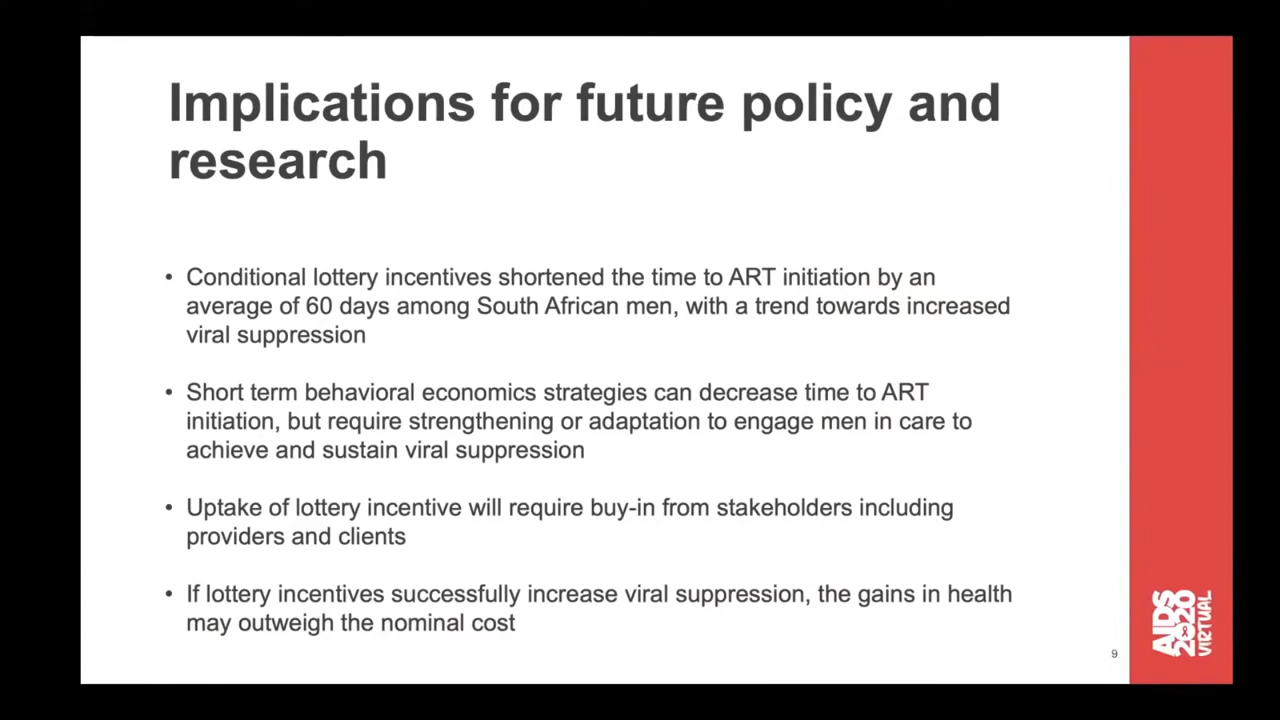 Implications for future policy and
research
• Conditional lottery incentives shortened the time to ART initiation by an
average of 60 days among South African men, with a trend towards increased
viral suppression
• Short term behavioral economics strategies can decrease time to ART
initiation, but require strengthening or adaptation to engage men in care to
achieve and sustain viral suppression
• Uptake of lottery incentive will require buy-in from stakeholders including
providers and clients
• If lottery incentives successfully increase viral suppression, the gains in health
may outweigh the nominal cost
9
AIDS
2020
VIRTUAL